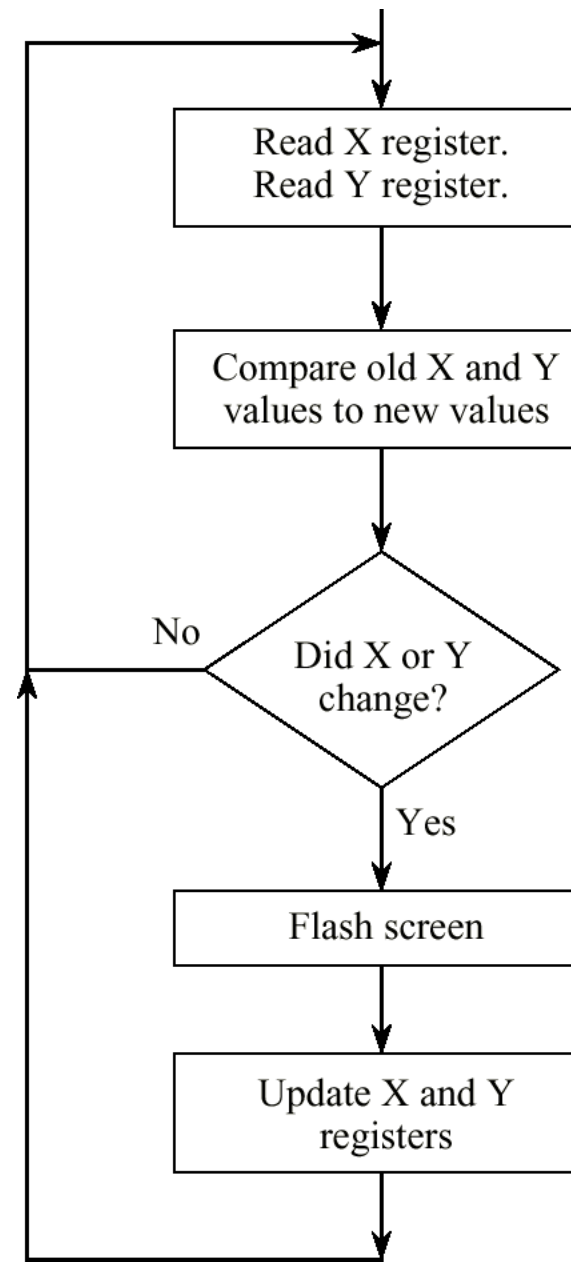 Read X register.
Read Y register.
Compare old X and Y
values to new values
No
Did X or Y
change?
Yes
Flash screen
Update X and Y
registers